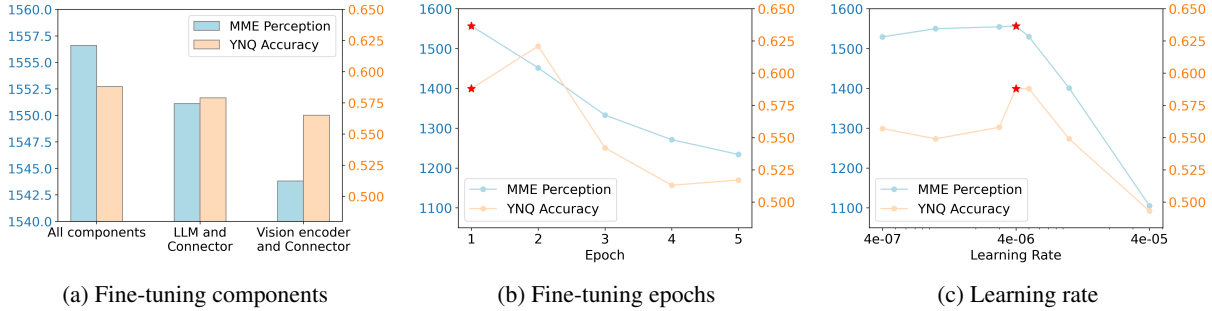 1560.0
1557.5
1555.0
1552.5
1550.0
1547.5
1545.0
1542.5
1540.0
MME Perception
YNQ Accuracy
0.650
0.625
0.600
0.575
0.550
0.525
0.500
All components
LLM and
Connector
Vision encoder
and Connector
(a) Fine-tuning components
1600
1500
1400
1300
1200
1100
MME Perception
YNQ Accuracy
0.650
0.625
0.600
0.575
0.550
0.525
0.500
1 2 3 4 5
Epoch
(b) Fine-tuning epochs
1600
1500
1400
1300
1200
1100
MME Perception
YNQ Accuracy
0.650
0.625
0.600
0.575
0.550
0.525
0.500
4e-07 4e-06 4e-05
Learning Rate
(c) Learning rate